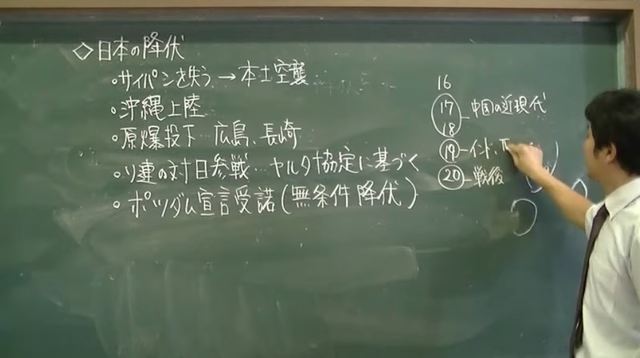 ◇日本の降伏
・サイパンを失う→本土空襲
・沖縄上陸
・原爆投下 広島、長崎
・ソ連の対日参戦…ヤルタ協定に基づく
・ポツダム宣言受諾(無条件降伏)
16
17 - 中国の近現代
18
19 - インド、
20 - 戦後